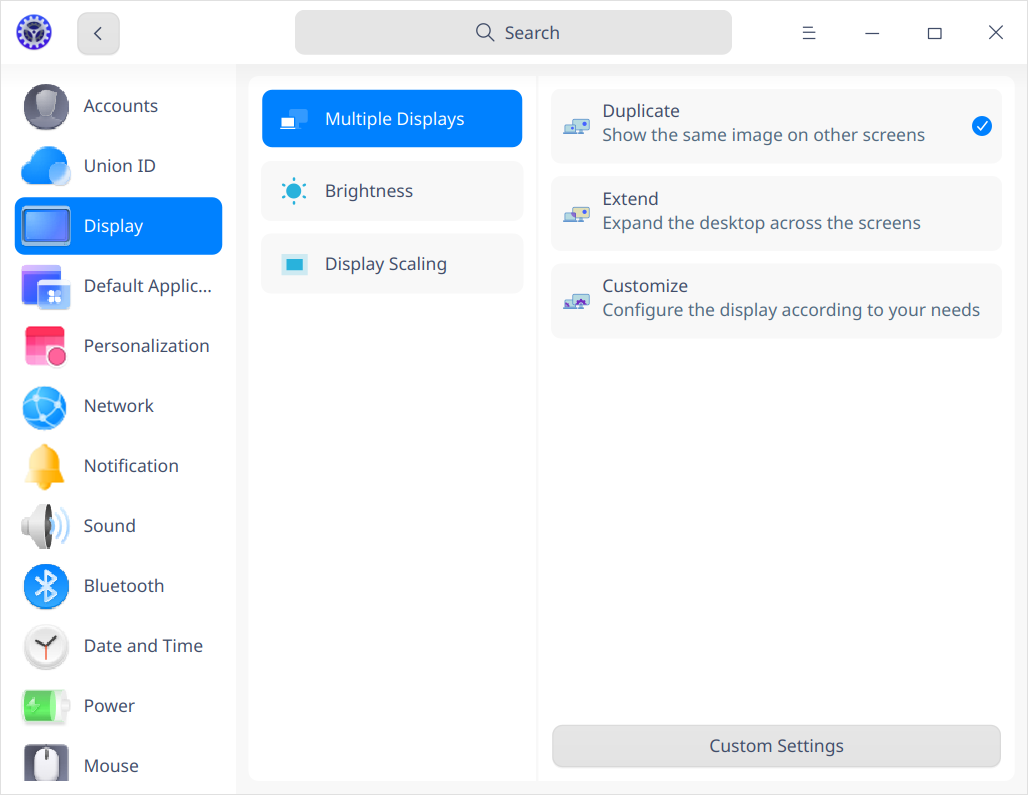 Search
Accounts
Union ID
Display
Default Applic...
Personalization
Network
Notification
Sound
Bluetooth
Date and Time
Power
Mouse
Multiple Displays
Brightness
Display Scaling
Duplicate
Show the same image on other screens
Extend
Expand the desktop across the screens
Customize
Configure the display according to your needs
Custom Settings